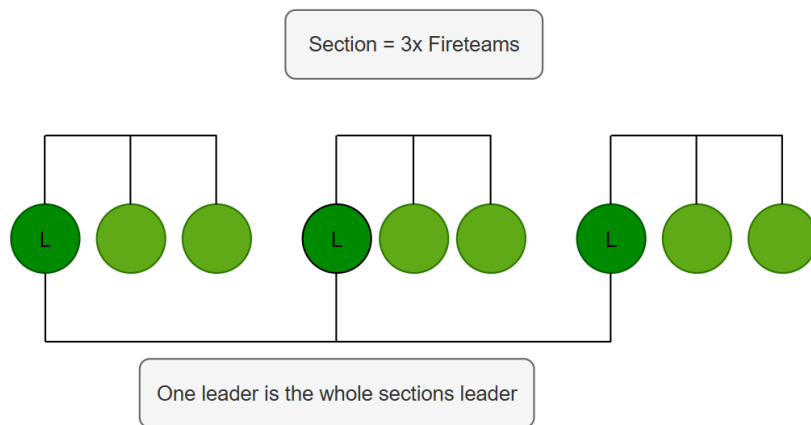 Section = 3x Fireteams
L
L
L
One leader is the whole sections leader